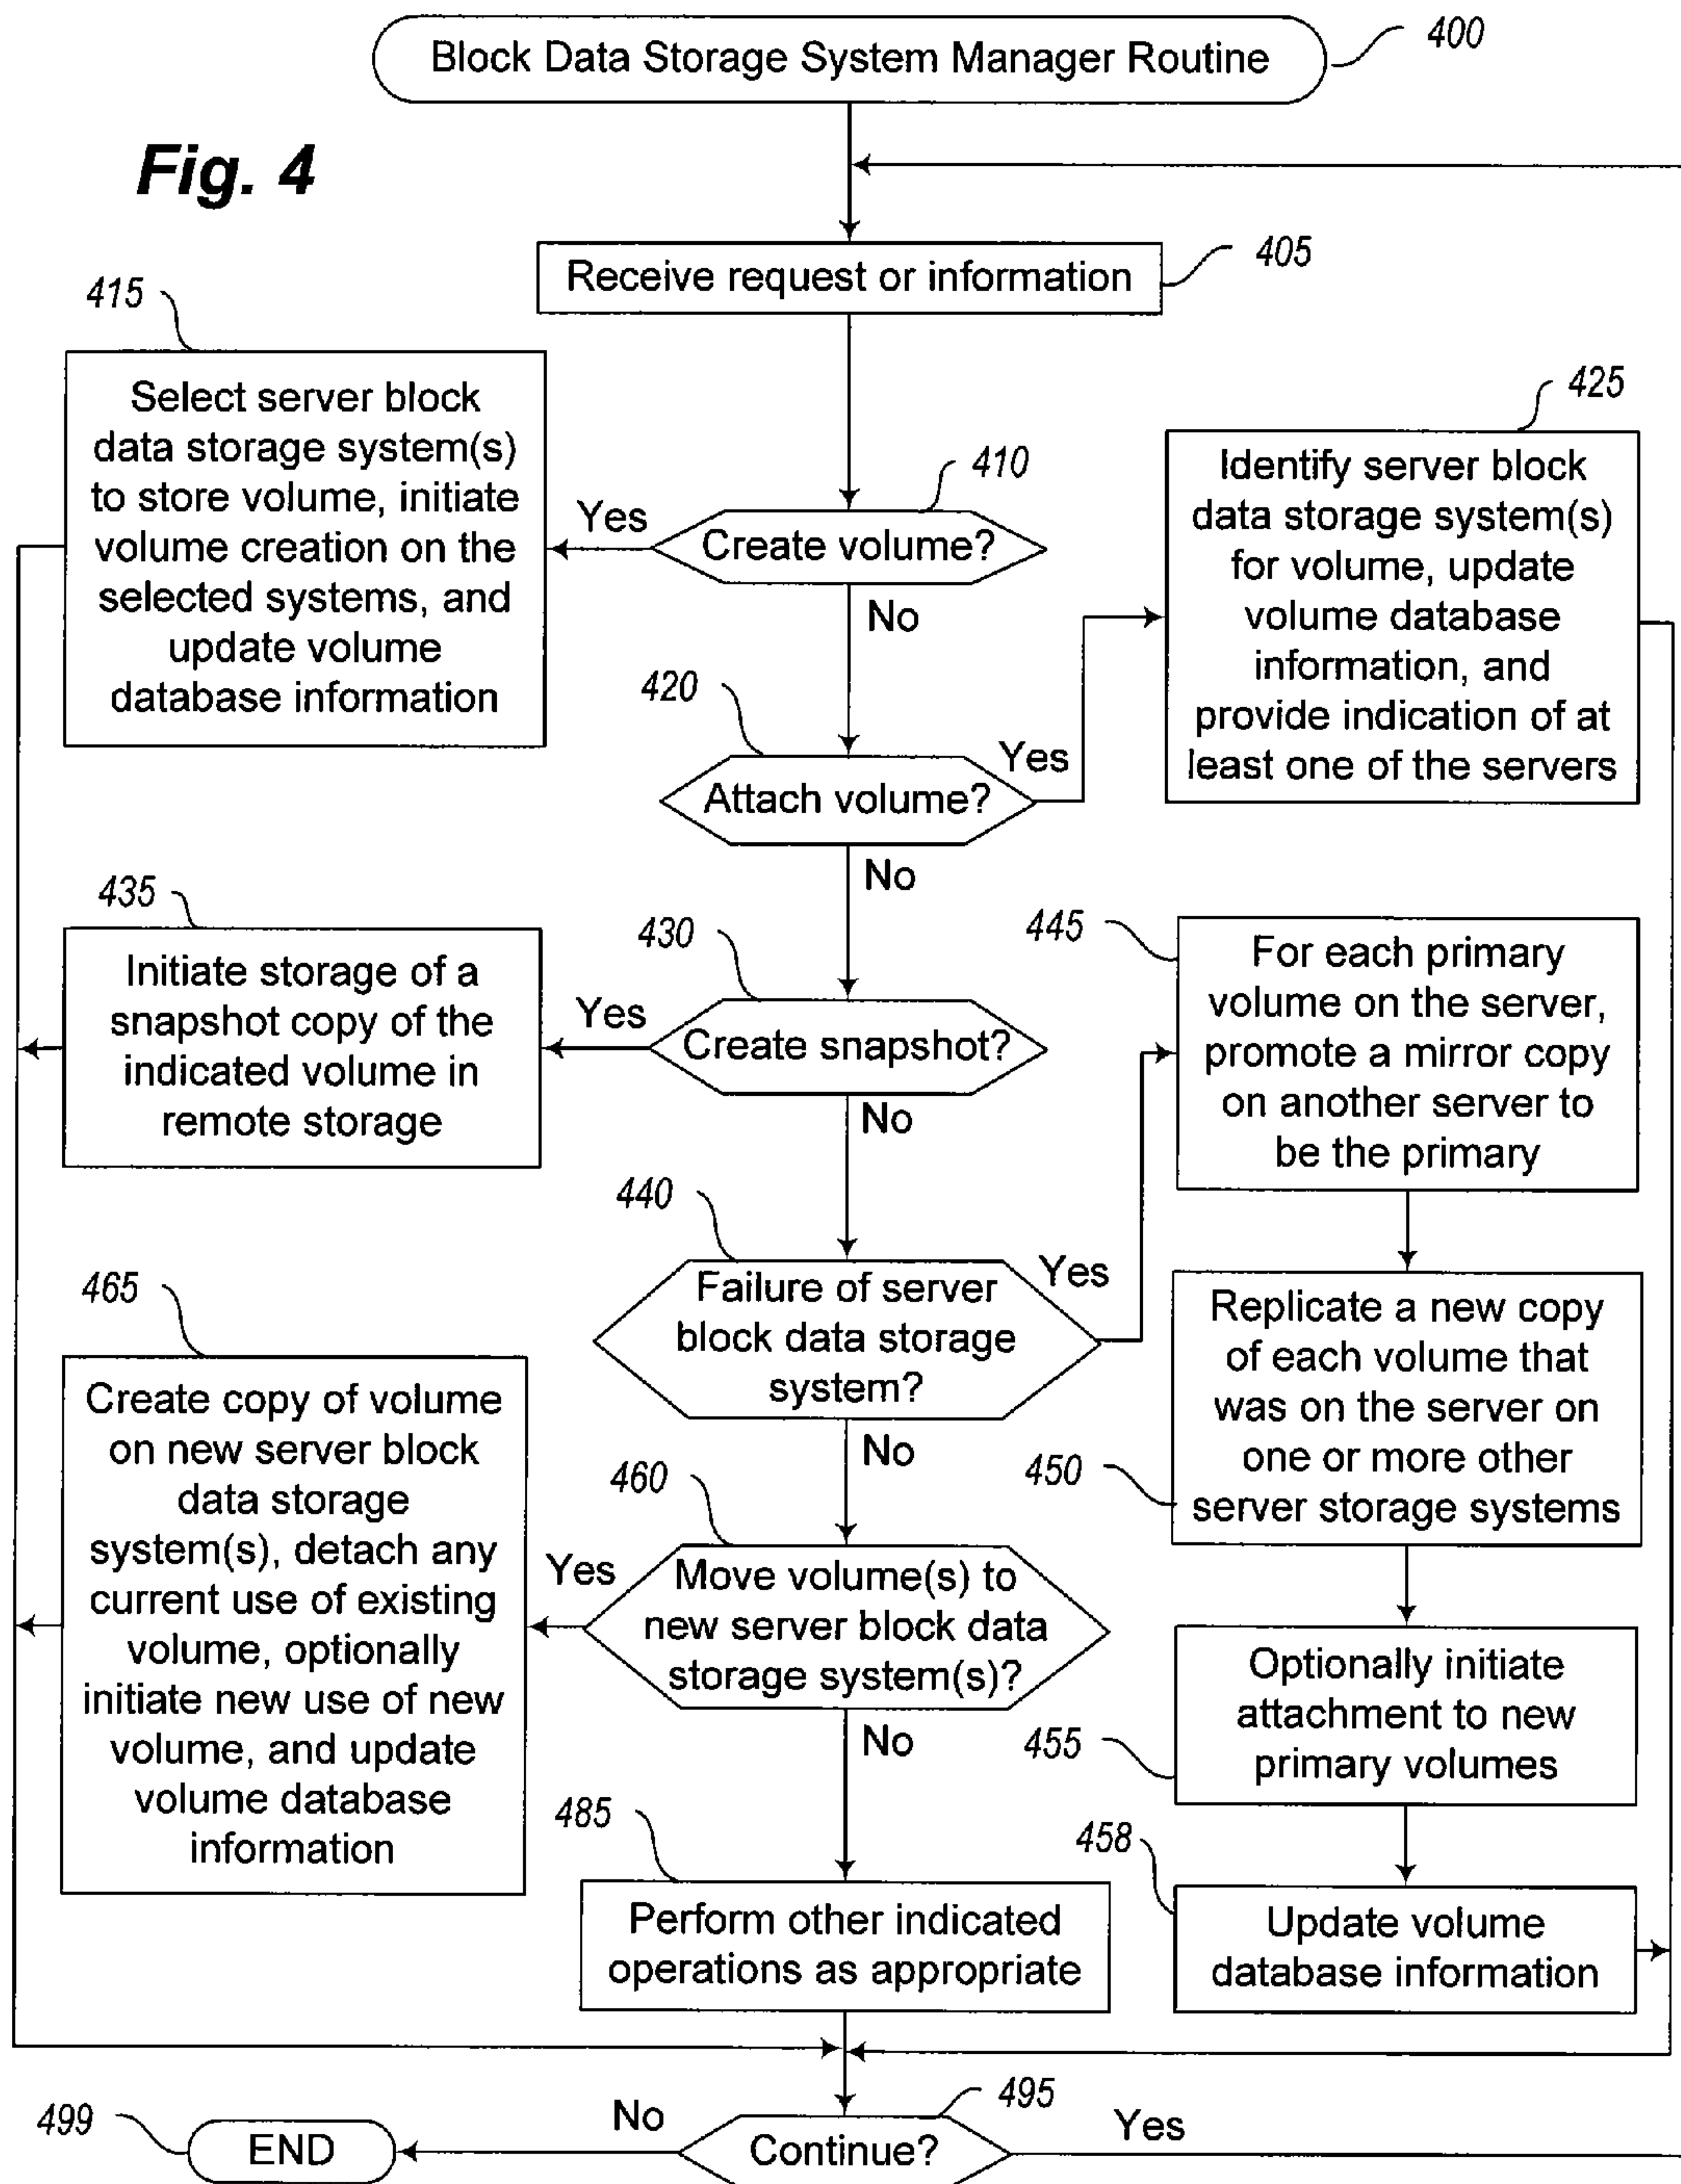 Block Data Storage System Manager Routine
400
Fig. 4
Receive request or information
405
415
Select server block
data storage system(s)
to store volume, initiate
volume creation on the
selected systems, and
update volume
database information
Yes
410
Create volume?
No
425
Identify server block
data storage system(s)
for volume, update
volume database
information, and
provide indication of at
least one of the servers
420
Yes
Attach volume?
No
435
Initiate storage of a
snapshot copy of the
indicated volume in
remote storage
430
Yes
Create snapshot?
No
445
For each primary
volume on the server,
promote a mirror copy
on another server to
be the primary
440
Failure of server
block data storage
system?
Yes
No
450
Replicate a new copy
of each volume that
was on the server on
one or more other
server storage systems
465
Create copy of volume
on new server block
data storage
system(s), detach any
current use of existing
volume, optionally
initiate new use of new
volume, and update
volume database
information
460
Yes
Move volume(s) to
new server block data
storage system(s)?
No
455
Optionally initiate
attachment to new
primary volumes
485
Perform other indicated
operations as appropriate
458
Update volume
database information
495
Continue?
No
Yes
499
END